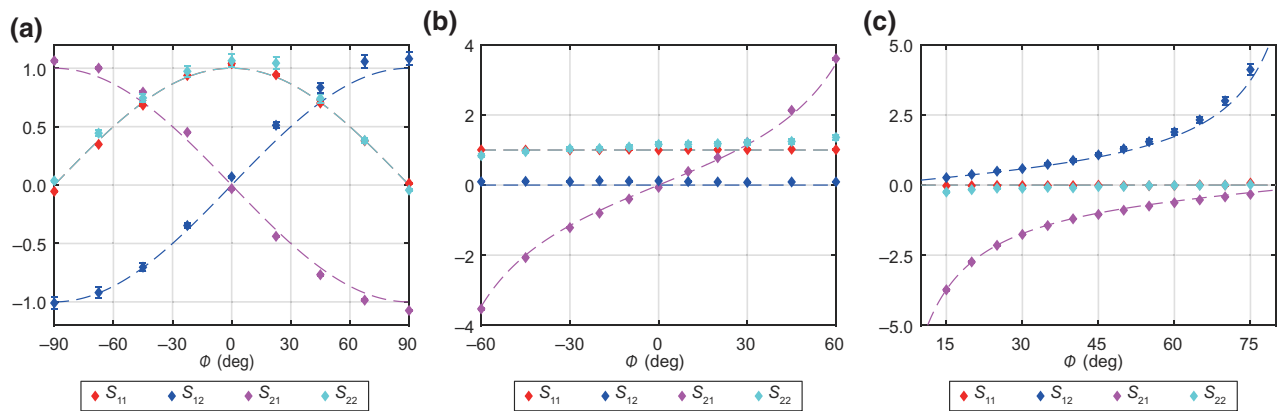 (a)
1.0
0.5
0.0
−0.5
−1.0
−90 −60 −30 0 30 60 90
Φ (deg)
S11 S12 S21 S22
(b)
4
2
0
−2
−4
−60 −30 0 30 60
Φ (deg)
S11 S12 S21 S22
(c)
5.0
2.5
0.0
−2.5
−5.0
15 30 45 60 75
Φ (deg)
S11 S12 S21 S22